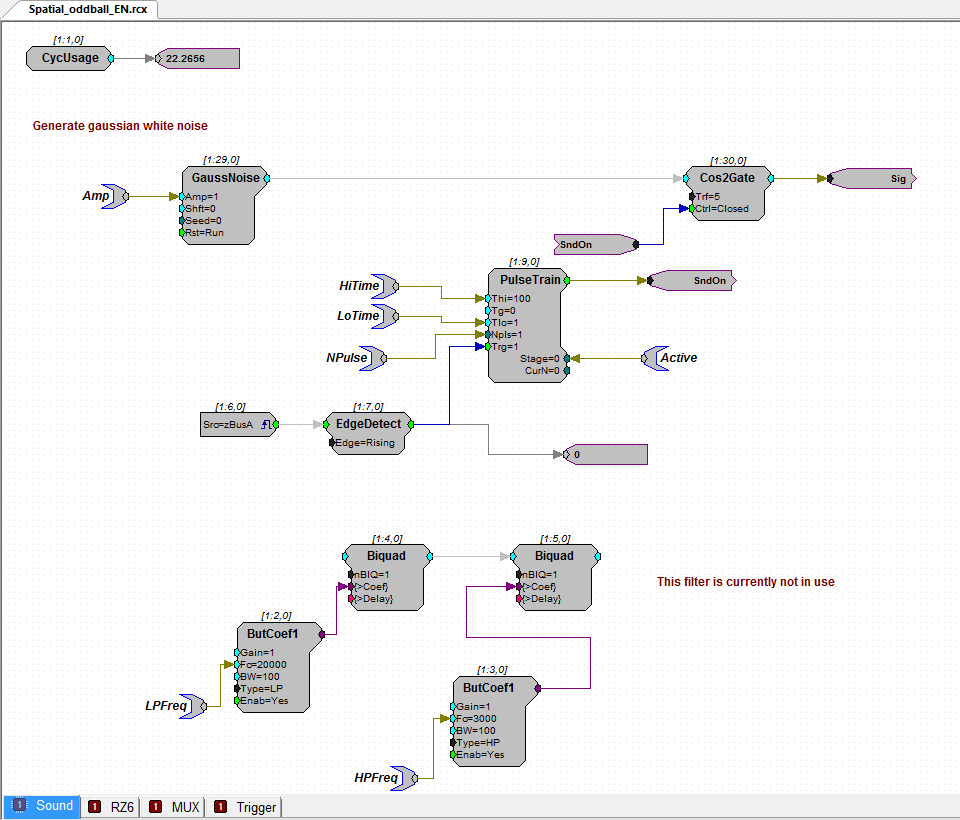 Spatial_oddball_EN.rcx
[1:1,0]
CycUsage
22.2656
Generate gaussian white noise
[1:29,0]
GaussNoise
Amp
Amp=1
Shft=0
Seed=0
Rst=Run
[1:30,0]
Cos2Gate
Trf=5
Ctrl=Closed
Sig
SndOn
[1:9,0]
PulseTrain
SndOn
HiTime
LoTime
NPulse
Thi=100
Tg=0
Tlo=1
Npls=1
Trg=1
Stage=0
CurN=0
Active
[1:6,0]
Src=zBusA
[1:7,0]
EdgeDetect
Edge=Rising
0
[1:4,0]
Biquad
nBIQ=1
{>Coef}
{>Delay}
[1:5,0]
Biquad
nBIQ=1
{>Coef}
{>Delay}
This filter is currently not in use
[1:2,0]
ButCoef1
Gain=1
Fc=20000
BW=100
Type=LP
Enab=Yes
LPFreq
[1:3,0]
ButCoef1
Gain=1
Fc=3000
BW=100
Type=HP
Enab=Yes
HPFreq
1 Sound 1 RZ6 1 MUX 1 Trigger